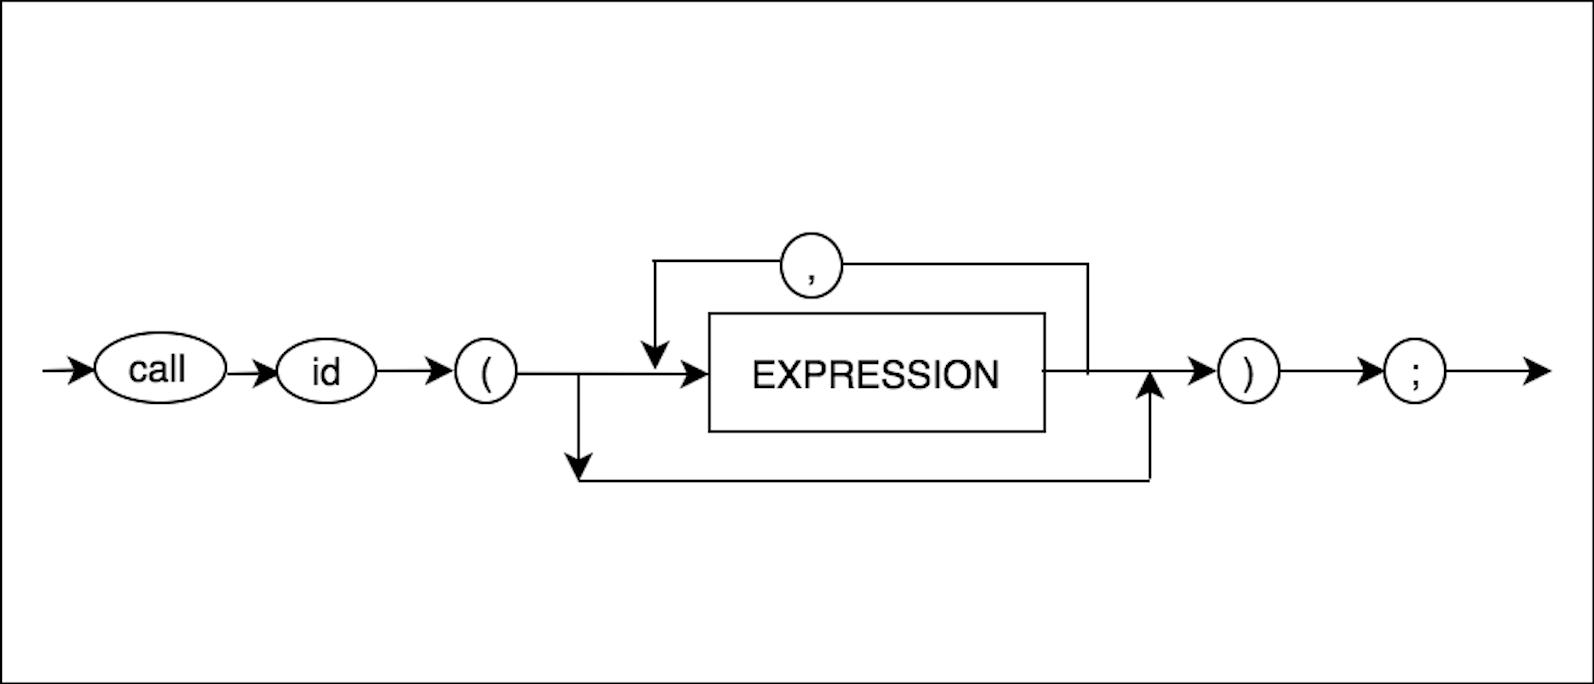 ,
call id ( EXPRESSION ) ;